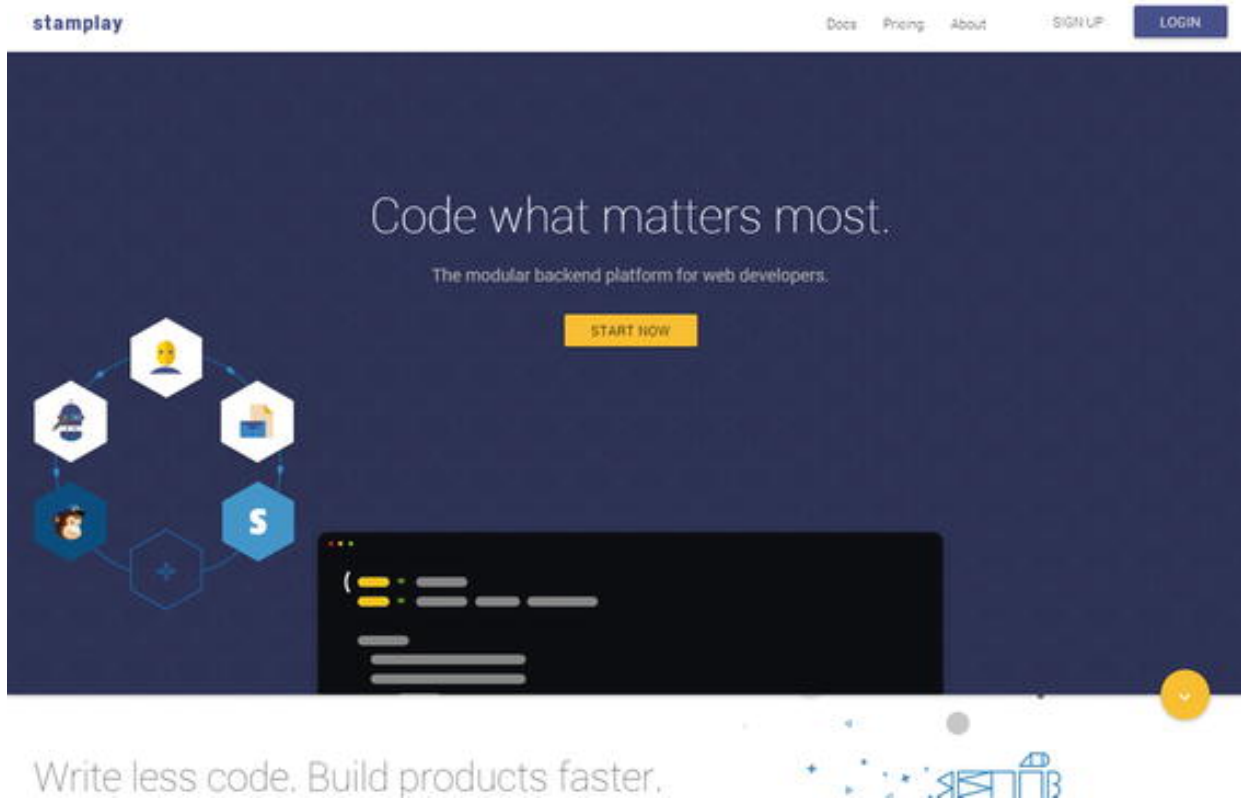 stamplay
Docs Pricing About SIGN UP LOGIN
Code what matters most.
The modular backend platform for web developers.
START NOW
S
Write less code. Build products faster.